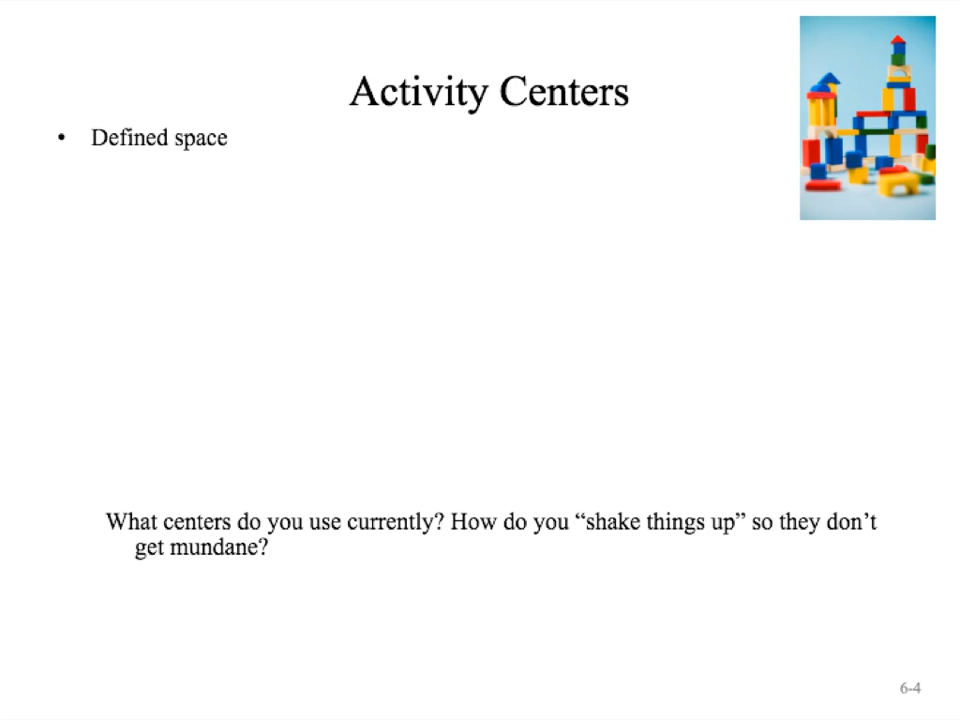 Activity Centers
• Defined space
What centers do you use currently? How do you “shake things up” so they don’t
get mundane?
6-4